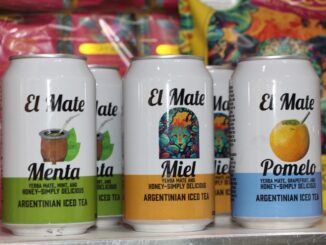 El Mate
Menta
YERBA MATE, MINT, AND
HONEY-SIMPLY DELICIOUS
ARGENTINIAN ICED TEA
El Mate
Miel
YERBA MATE AND
HONEY-SIMPLY DELICIOUS
ARGENTINIAN ICED TEA
El Mate
Pomelo
YERBA MATE, GRAPEFRUIT, AND
HONEY-SIMPLY DELICIOUS
ARGENTINIAN ICED TEA